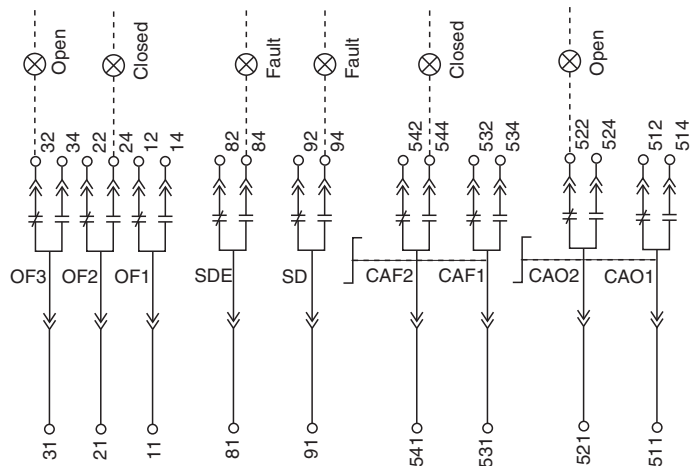 Open
Closed
Fault
Fault
Closed
Open
32
34
22
24
12
14
82
84
92
94
542
544
532
534
522
524
512
514
OF3
OF2
OF1
SDE
SD
CAF2
CAF1
CAO2
CAO1
31
21
11
81
91
541
531
521
511